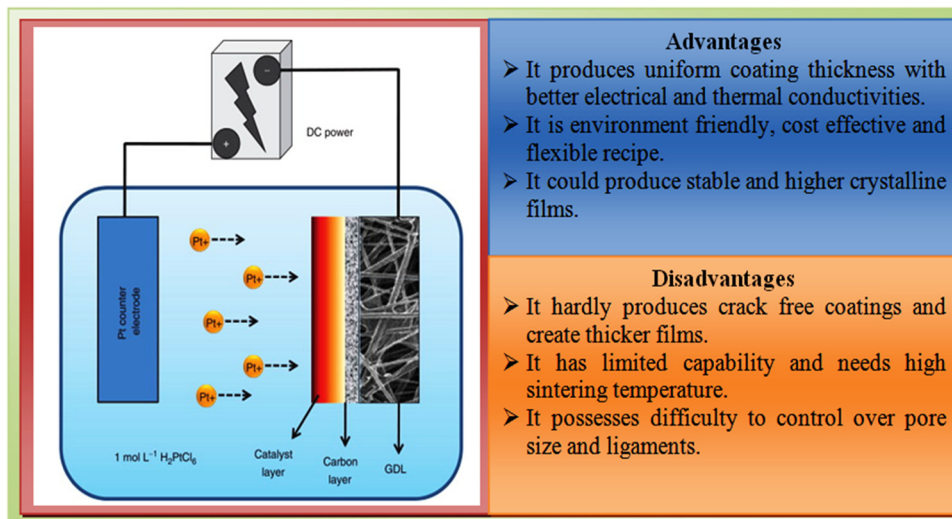 DC power
−
+
Pt counter
electrode
Pt+
Pt+
Pt+
Pt+
Pt+
1 mol L⁻¹ H₂PtCl₆
Catalyst
layer
Carbon
layer
GDL
Advantages
➢ It produces uniform coating thickness with
better electrical and thermal conductivities.
➢ It is environment friendly, cost effective and
flexible recipe.
➢ It could produce stable and higher crystalline
films.
Disadvantages
➢ It hardly produces crack free coatings and
create thicker films.
➢ It has limited capability and needs high
sintering temperature.
➢ It possesses difficulty to control over pore
size and ligaments.